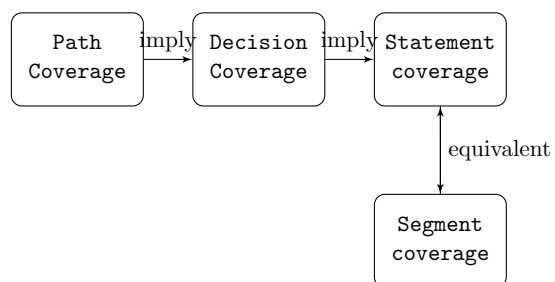 Path
Coverage
imply
Decision
Coverage
imply
Statement
coverage
equivalent
Segment
coverage